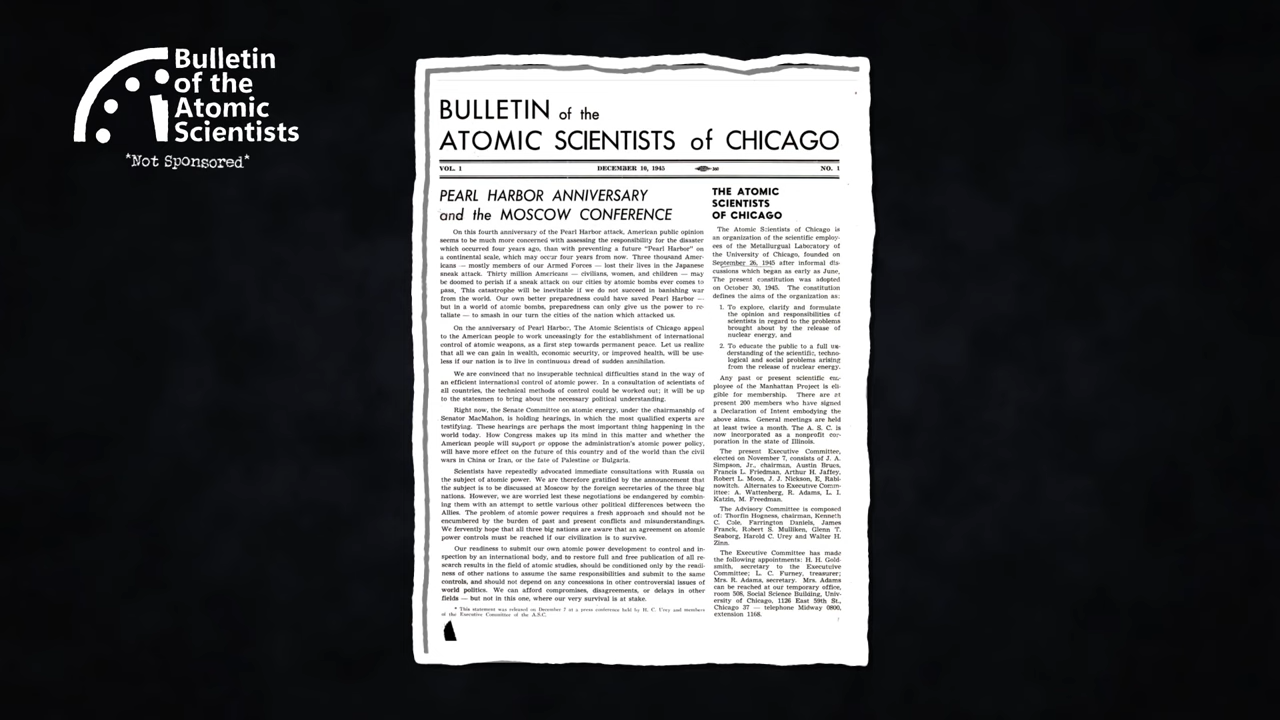 Bulletin
of the
Atomic
Scientists
*Not Sponsored*
BULLETIN of the
ATOMIC SCIENTISTS of CHICAGO
VOL. 1 DECEMBER 10, 1945 NO. 1
PEARL HARBOR ANNIVERSARY
and the MOSCOW CONFERENCE
On this fourth anniversary of the Pearl Harbor attack, American public opinion
seems to be much more concerned with assessing the responsibility for the disaster
which occurred four years ago, than with preventing a future "Pearl Harbor" on
a continental scale, which may occur four years from now. Three thousand Amer-
icans — mostly members of our Armed Forces — lost their lives in the Japanese
sneak attack. Thirty million Americans — civilians, women, and children — may
be doomed to perish if a sneak attack on our cities by atomic bombs ever comes to
pass. This catastrophe will be inevitable if we do not succeed in banishing war
from the world. Our own better preparedness could have saved Pearl Harbor —
but in a world of atomic bombs, preparedness can only give us the power to re-
taliate — to smash in our turn the cities of the nation which attacked us.
On the anniversary of Pearl Harbor, The Atomic Scientists of Chicago appeal
to the American people to work unceasingly for the establishment of international
control of atomic weapons, as a first step towards permanent peace. Let us realize
that all we can gain in wealth, economic security, or improved health, will be use-
less if our nation is to live in continuous dread of sudden annihilation.
We are convinced that no insuperable technical difficulties stand in the way of
an efficient international control of atomic power. In a consultation of scientists of
all countries, the technical methods of control could be worked out; it will be up
to the statesmen to bring about the necessary political understanding.
Right now, the Senate Committee on atomic energy, under the chairmanship of
Senator MacMahon, is holding hearings, in which the most qualified experts are
testifying. These hearings are perhaps the most important thing happening in the
world today. How Congress makes up its mind in this matter and whether the
American people will support or oppose the administration's atomic power policy,
will have more effect on the future of this country and of the world than the civil
wars in China or Iran, or the fate of Palestine or Bulgaria.
Scientists have repeatedly advocated immediate consultations with Russia on
the subject of atomic power. We are therefore gratified by the announcement that
the subject is to be discussed at Moscow by the foreign secretaries of the three big
nations. However, we are worried lest these negotiations be endangered by combin-
ing them with an attempt to settle various other political differences between the
Allies. The problem of atomic power requires a fresh approach and should not be
encumbered by the burden of past and present conflicts and misunderstandings.
We fervently hope that all three big nations are aware that an agreement on atomic
power controls must be reached if our civilization is to survive.
Our readiness to submit our own atomic power development to control and in-
spection by an international body, and to restore full and free publication of all re-
search results in the field of atomic studies, should be conditioned only by the readi-
ness of other nations to assume the same responsibilities and submit to the same
controls, and should not depend on any concessions in other controversial issues of
world politics. We can afford compromises, disagreements, or delays in other
fields — but not in this one, where our very survival is at stake.
* This statement was released on December 7 at a press conference held by H. C. Urey and members
of the Executive Committee of the A.S.C.
THE ATOMIC
SCIENTISTS
OF CHICAGO
The Atomic Scientists of Chicago is
an organization of the scientific employ-
ees of the Metallurgical Laboratory of
the University of Chicago, founded on
September 26, 1945 after informal dis-
cussions which began as early as June.
The present constitution was adopted
on October 30, 1945. The constitution
defines the aims of the organization as:
1. To explore, clarify and formulate
the opinion and responsibilities of
scientists in regard to the problems
brought about by the release of
nuclear energy, and
2. To educate the public to a full un-
derstanding of the scientific, techno-
logical and social problems arising
from the release of nuclear energy.
Any past or present scientific em-
ployee of the Manhattan Project is eli-
gible for membership. There are at
present 200 members who have signed
a Declaration of Intent embodying the
above aims. General meetings are held
at least twice a month. The A. S. C. is
now incorporated as a nonprofit cor-
poration in the state of Illinois.
The present Executive Committee,
elected on November 7, consists of J. A.
Simpson, Jr., chairman, Austin Brues,
Francis L. Friedman, Arthur H. Jaffey,
Robert L. Moon, J. J. Nickson, E. Rabi-
nowitch. Alternates to Executive Comm-
ittee: A. Wattenberg, R. Adams, L. I.
Katzin, M. Freedman.
The Advisory Committee is composed
of: Thorfin Hogness, chairman, Kenneth
C. Cole, Farrington Daniels, James
Franck, Robert S. Mulliken, Glenn T.
Seaborg, Harold C. Urey and Walter H.
Zinn.
The Executive Committee has made
the following appointments: H. H. Gold-
smith, secretary to the Executive
Committee; L. C. Furney, treasurer;
Mrs. R. Adams, secretary. Mrs. Adams
can be reached at our temporary office,
room 508, Social Science Building, Univ-
ersity of Chicago, 1126 East 59th St.,
Chicago 37 — telephone Midway 0800,
extension 1168.